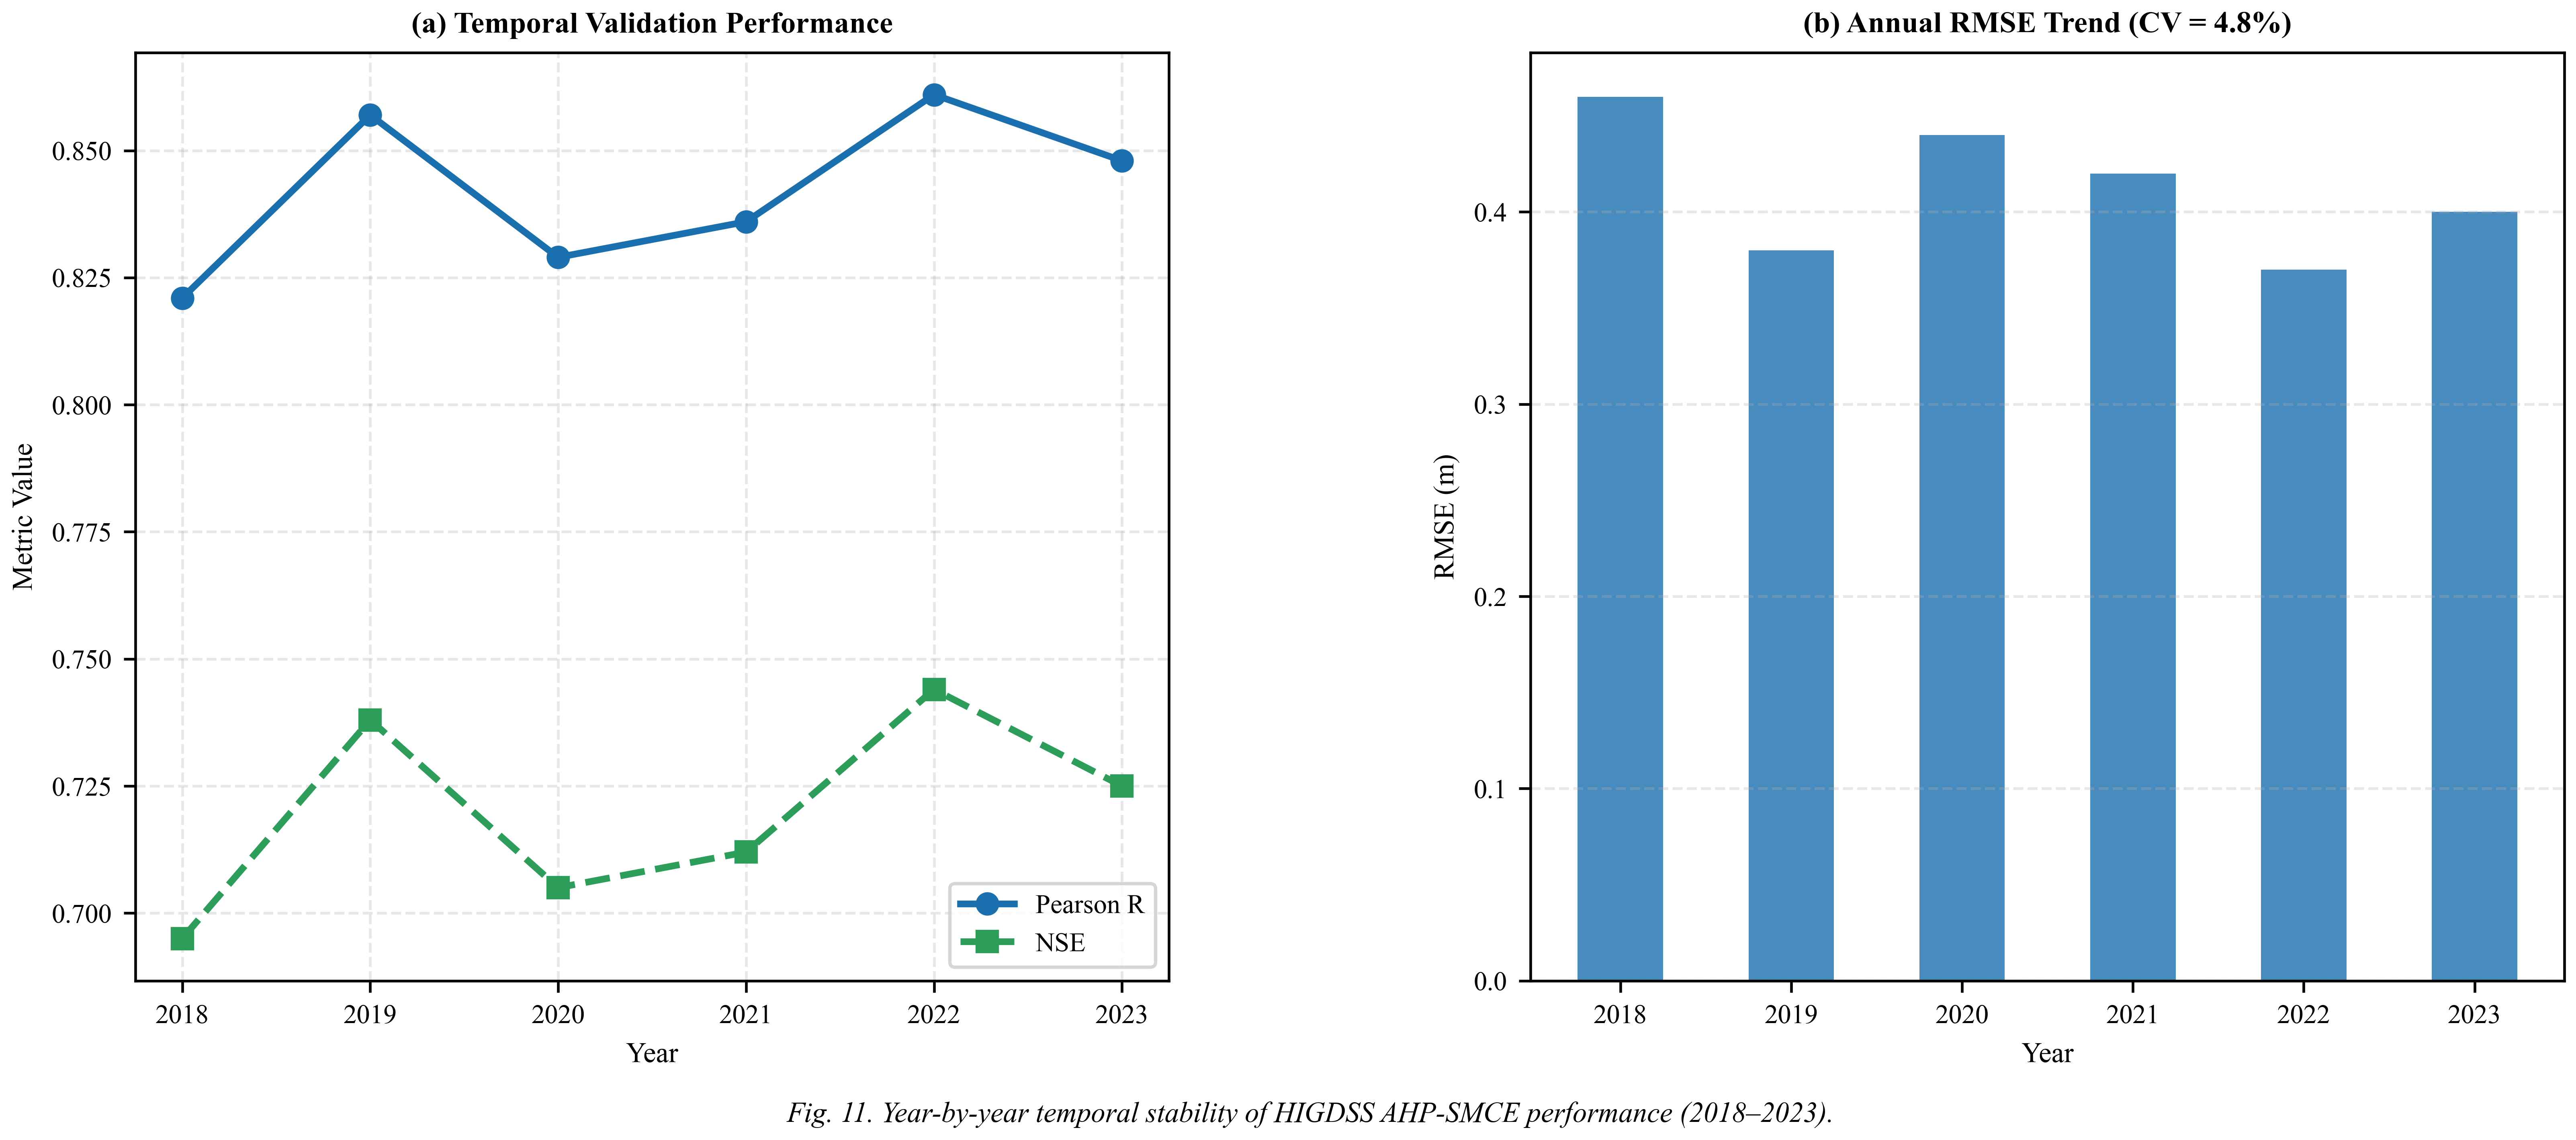 (a) Temporal Validation Performance
Metric Value
0.850
0.825
0.800
0.775
0.750
0.725
0.700
Pearson R
NSE
2018 2019 2020 2021 2022 2023
Year
(b) Annual RMSE Trend (CV = 4.8%)
RMSE (m)
0.4
0.3
0.2
0.1
0.0
2018 2019 2020 2021 2022 2023
Year
Fig. 11. Year-by-year temporal stability of HIGDSS AHP-SMCE performance (2018–2023).